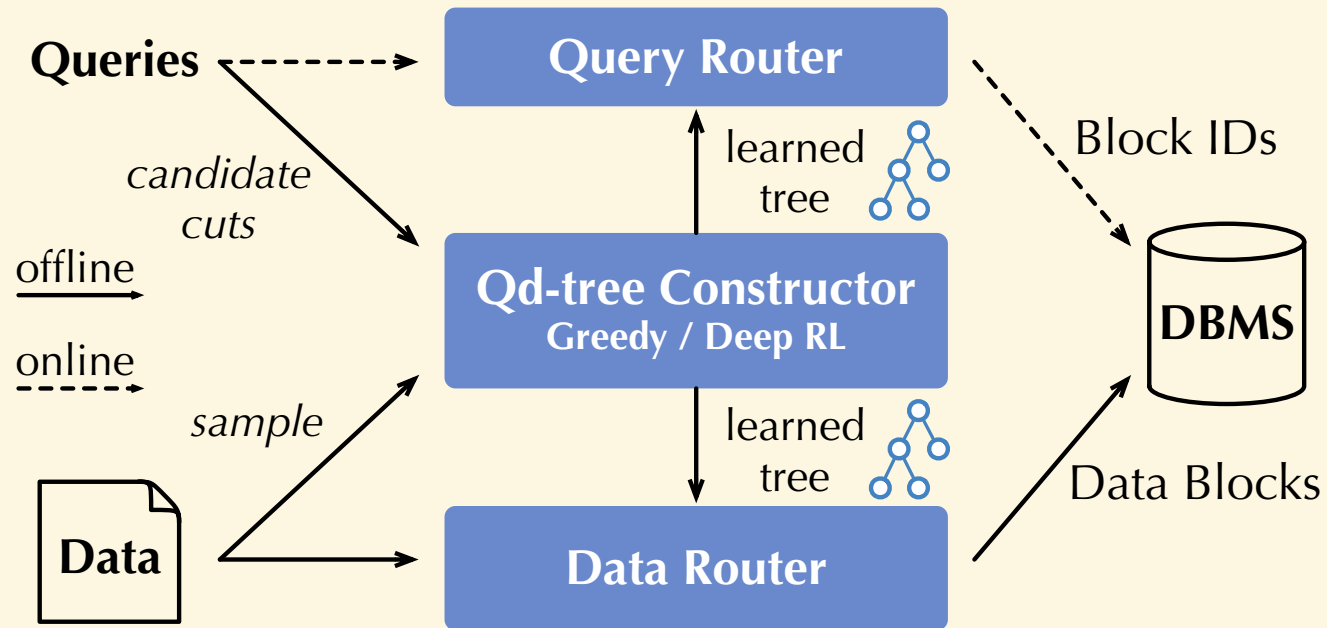 Queries
Query Router
candidate
cuts
learned
tree
Block IDs
offline
online
Qd-tree Constructor
Greedy / Deep RL
DBMS
sample
learned
tree
Data
Data Router
Data Blocks